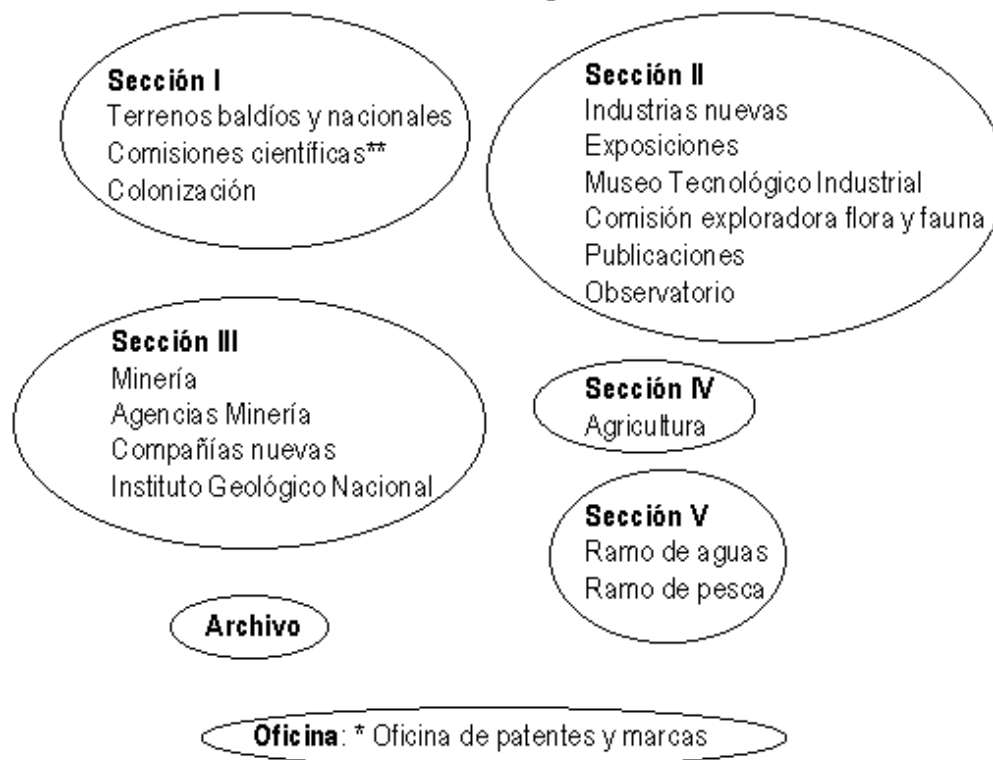 Sección I
Terrenos baldíos y nacionales
Comisiones científicas**
Colonización
Sección II
Industrias nuevas
Exposiciones
Museo Tecnológico Industrial
Comisión exploradora flora y fauna
Publicaciones
Observatorio
Sección III
Minería
Agencias Minería
Compañías nuevas
Instituto Geológico Nacional
Sección IV
Agricultura
Sección V
Ramo de aguas
Ramo de pesca
Archivo
Oficina: * Oficina de patentes y marcas